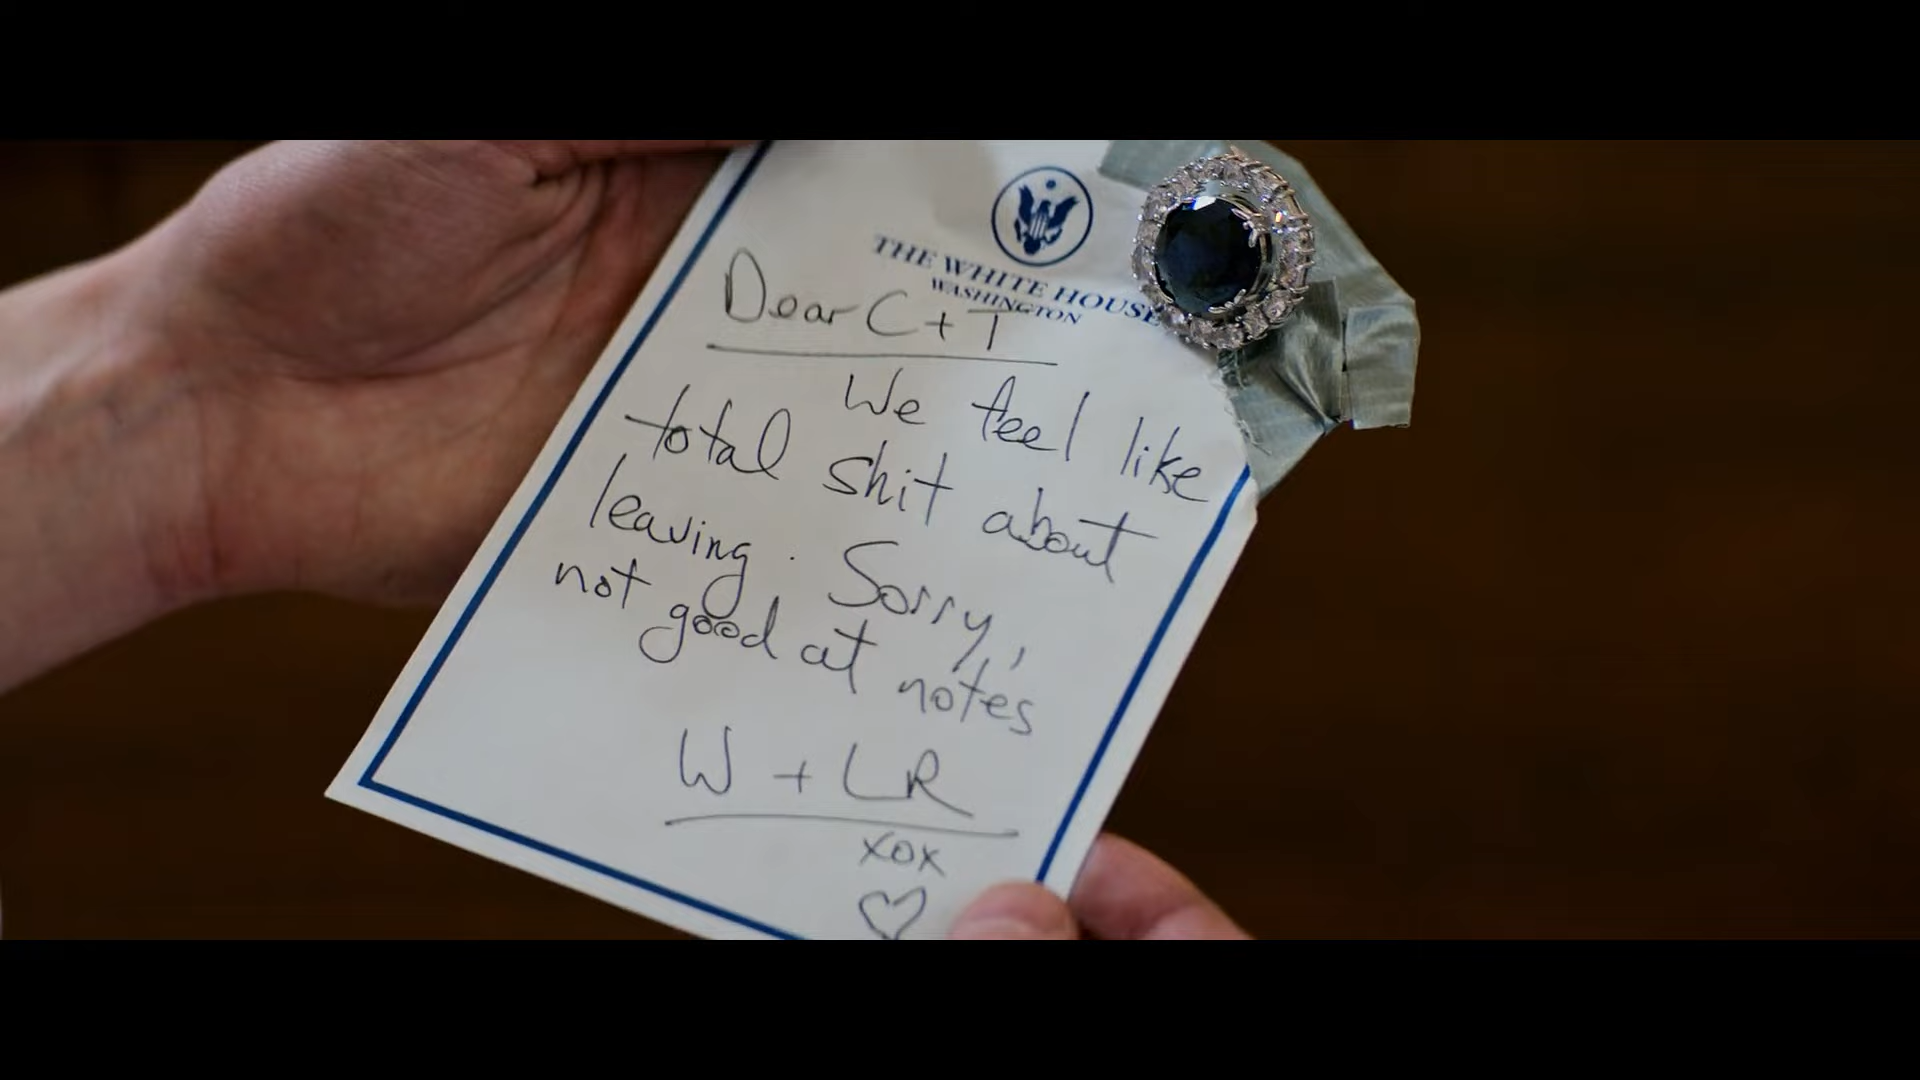 THE WHITE HOUSE
WASHINGTON
Dear C + T
We feel like
total shit about
leaving. Sorry,
not good at notes
W + LR
xox